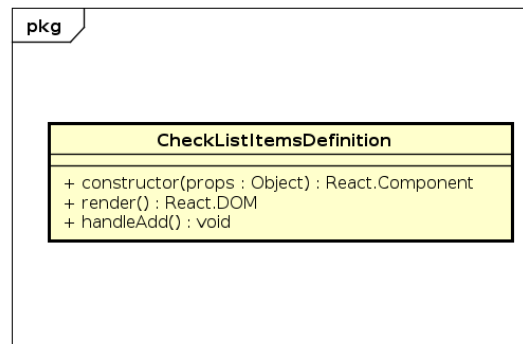 pkg
CheckListItemsDefinition
+ constructor(props : Object) : React.Component
+ render() : React.DOM
+ handleAdd() : void